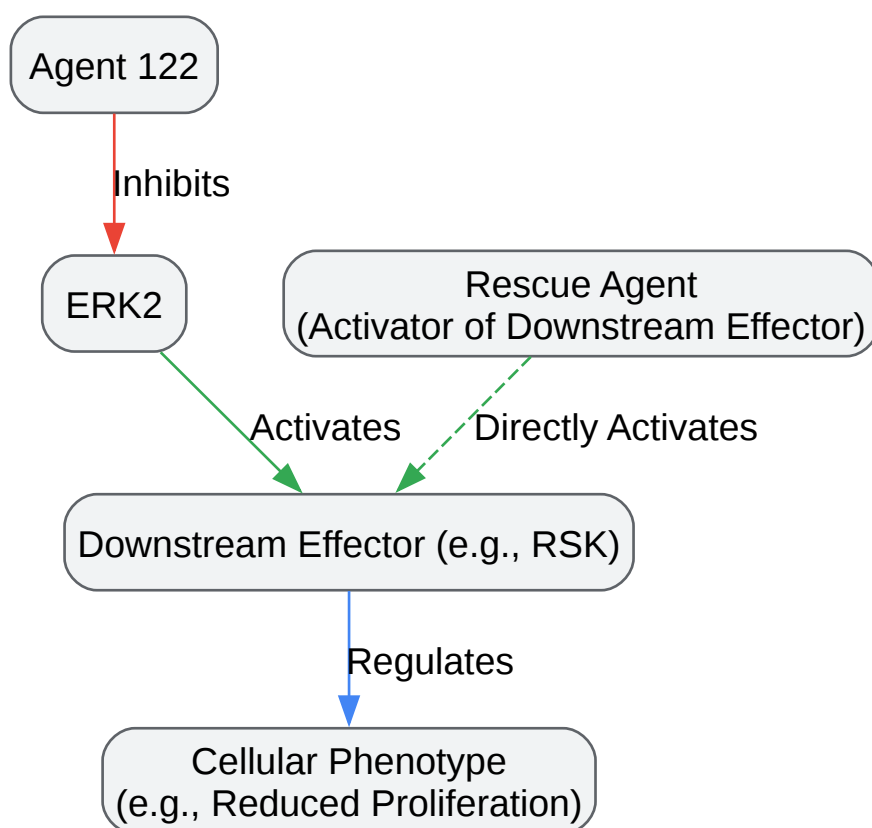 Agent 122
Inhibits
ERK2
Rescue Agent
(Activator of Downstream Effector)
Activates
Directly Activates
Downstream Effector (e.g., RSK)
Regulates
Cellular Phenotype
(e.g., Reduced Proliferation)